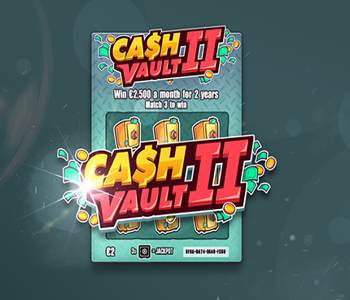 CA$H
VAULT II
Win €2,500 a month for 2 years
Match 3 to win
CA$H
VAULT II
€2
3x = JACKPOT